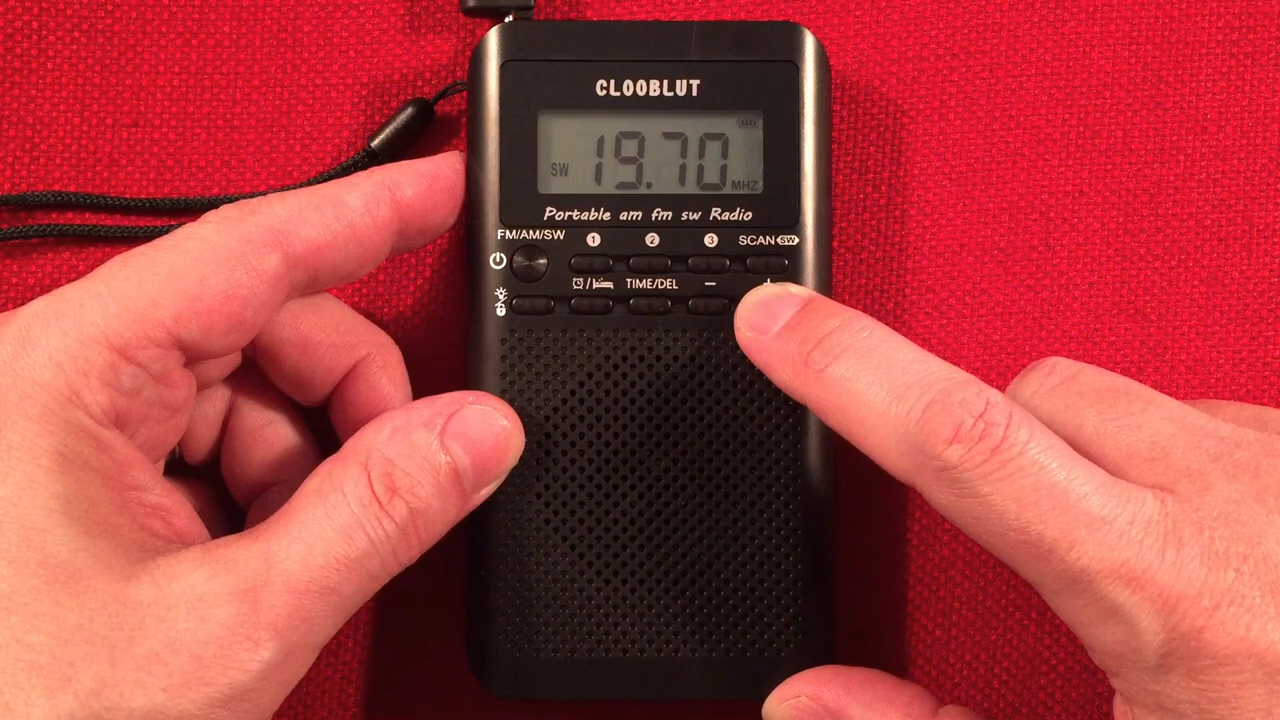 CLOOBLUT
SW 19.70 MHZ
Portable am fm sw Radio
FM/AM/SW 1 2 3 SCAN SW
TIME/DEL − +